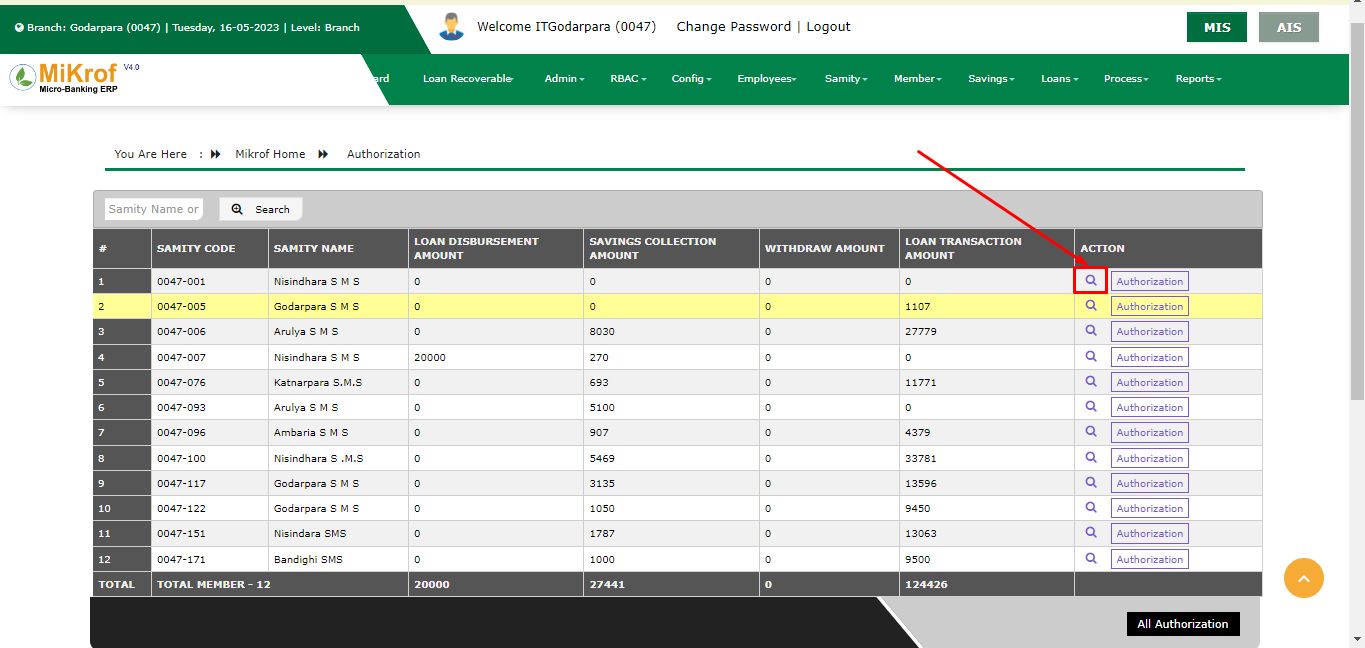 Branch: Godarpara (0047) | Tuesday, 16-05-2023 | Level: Branch
Welcome ITGodarpara (0047) Change Password | Logout
MIS AIS
MiKrof V4.0
Micro-Banking ERP
ard Loan Recoverable Admin RBAC Config Employees Samity Member Savings Loans Process Reports
You Are Here : Mikrof Home Authorization
Samity Name or Search
# SAMITY CODE SAMITY NAME LOAN DISBURSEMENT AMOUNT SAVINGS COLLECTION AMOUNT WITHDRAW AMOUNT LOAN TRANSACTION AMOUNT ACTION
1 0047-001 Nisindhara S M S 0 0 0 0 Authorization
2 0047-005 Godarpara S M S 0 0 0 1107 Authorization
3 0047-006 Arulya S M S 0 8030 0 27779 Authorization
4 0047-007 Nisindhara S M S 20000 270 0 0 Authorization
5 0047-076 Katnarpara S.M.S 0 693 0 11771 Authorization
6 0047-093 Arulya S M S 0 5100 0 0 Authorization
7 0047-096 Ambaria S M S 0 907 0 4379 Authorization
8 0047-100 Nisindhara S .M.S 0 5469 0 33781 Authorization
9 0047-117 Godarpara S M S 0 3135 0 13596 Authorization
10 0047-122 Godarpara S M S 0 1050 0 9450 Authorization
11 0047-151 Nisindara SMS 0 1787 0 13063 Authorization
12 0047-171 Bandighi SMS 0 1000 0 9500 Authorization
TOTAL TOTAL MEMBER - 12 20000 27441 0 124426
All Authorization